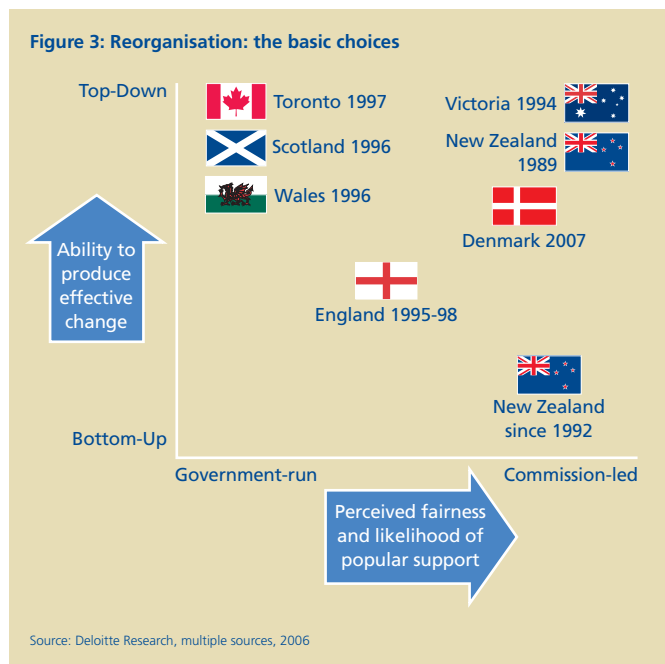 Figure 3: Reorganisation: the basic choices
Top-Down
Toronto 1997
Victoria 1994
Scotland 1996
New Zealand
1989
Wales 1996
Denmark 2007
Ability to
produce
effective
change
England 1995-98
New Zealand
since 1992
Bottom-Up
Government-run
Commission-led
Perceived fairness
and likelihood of
popular support
Source: Deloitte Research, multiple sources, 2006